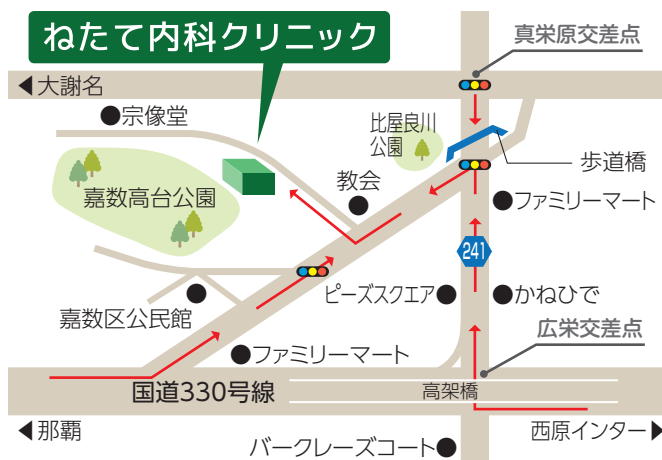 ねたて内科クリニック
真栄原交差点
◀大謝名
●宗像堂
比屋良川
公園
歩道橋
教会
嘉数高台公園
●ファミリーマート
241
ピーズスクエア●
●かねひで
嘉数区公民館
広栄交差点
●ファミリーマート
国道330号線
高架橋
◀那覇
西原インター▶
バークレーズコート●